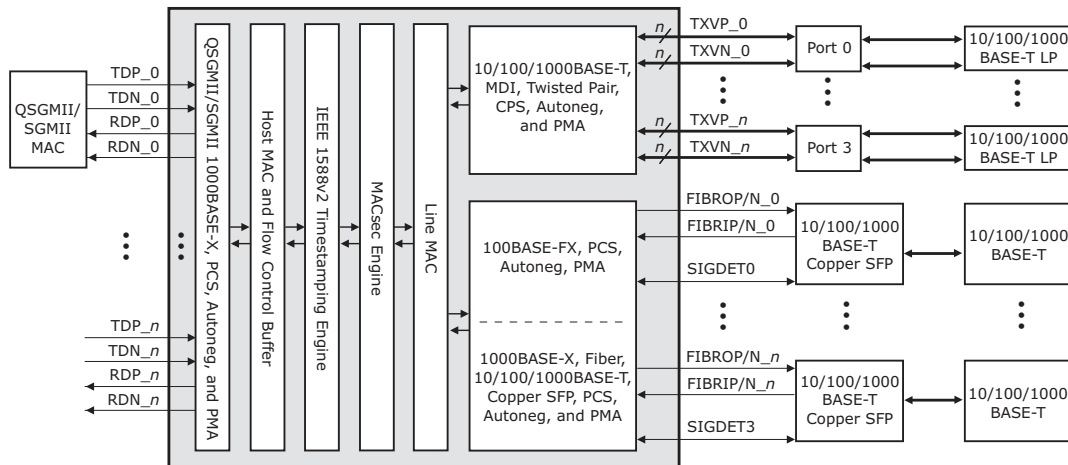 QSGMII/
SGMII
MAC
TDP_0
TDN_0
RDP_0
RDN_0
TDP_n
TDN_n
RDP_n
RDN_n
QSGMII/SGMII 1000BASE-X, PCS, Autoneg, and PMA
Host MAC and Flow Control Buffer
IEEE 1588v2 Timestamping Engine
MACsec Engine
Line MAC
10/100/1000BASE-T,
MDI, Twisted Pair,
CPS, Autoneg,
and PMA
100BASE-FX, PCS,
Autoneg, PMA
1000BASE-X, Fiber,
10/100/1000BASE-T,
Copper SFP, PCS,
Autoneg, and PMA
n TXVP_0
n TXVN_0
n TXVP_n
n TXVN_n
Port 0
Port 3
10/100/1000
BASE-T LP
10/100/1000
BASE-T LP
FIBROP/N_0
FIBRIP/N_0
SIGDET0
10/100/1000
BASE-T
Copper SFP
10/100/1000
BASE-T
FIBROP/N_n
FIBRIP/N_n
SIGDET3
10/100/1000
BASE-T
Copper SFP
10/100/1000
BASE-T